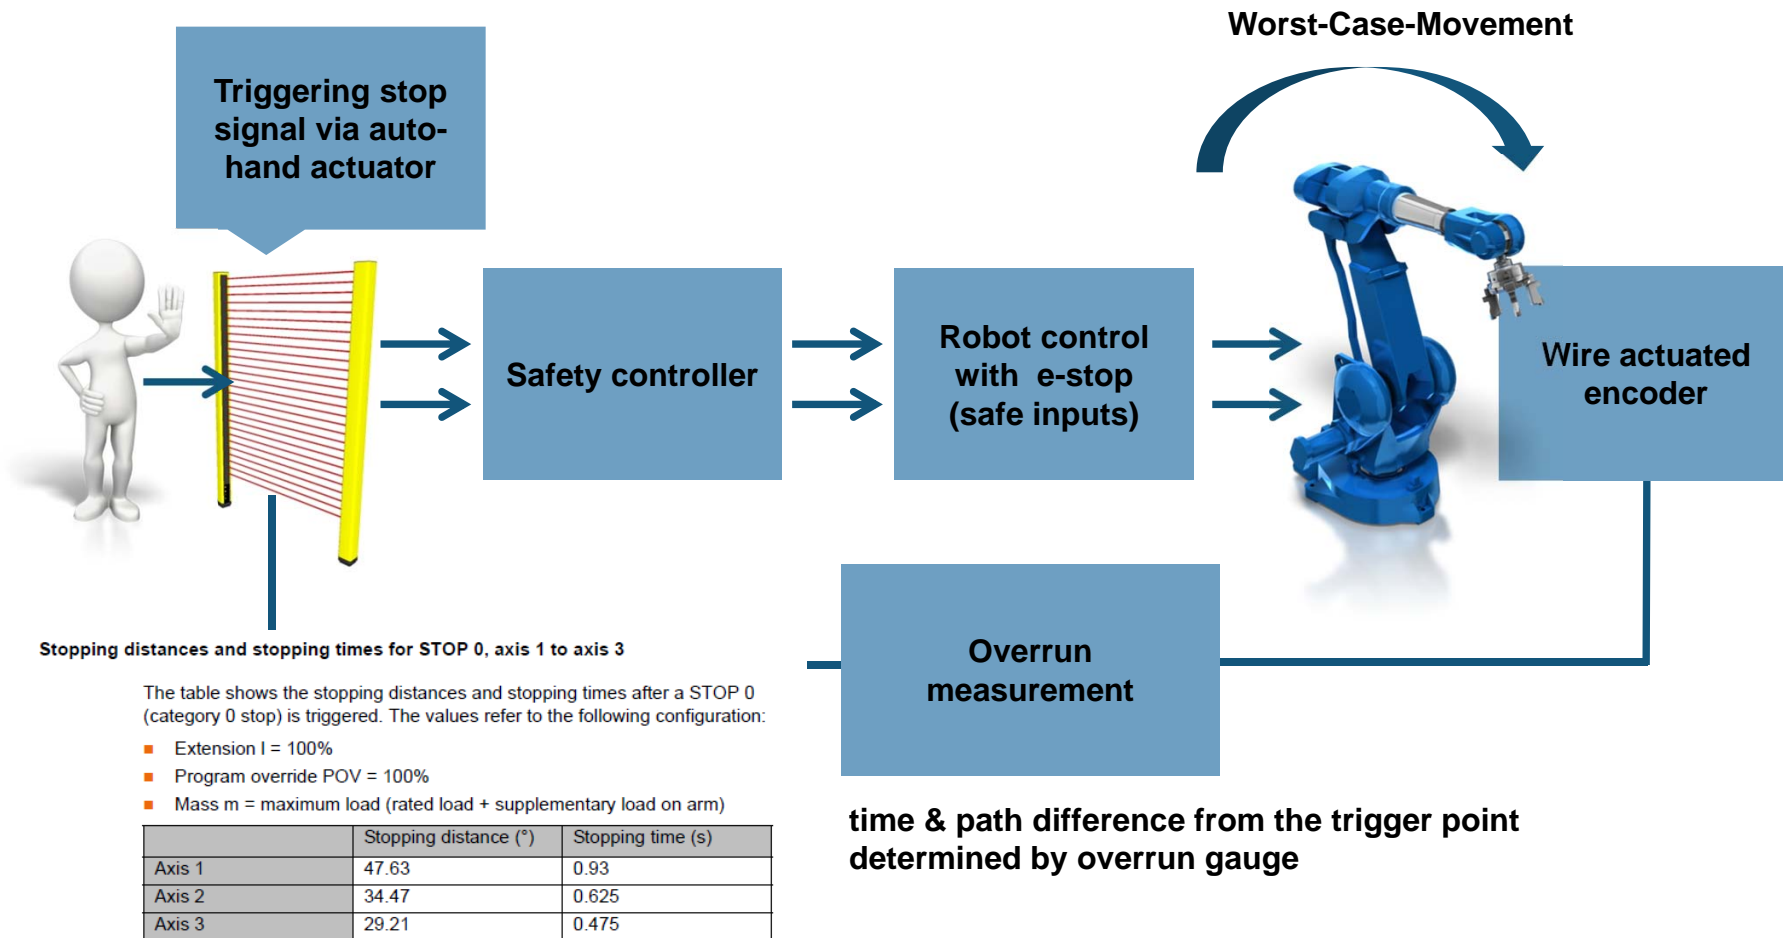 Worst-Case-Movement
Triggering stop
signal via auto-
hand actuator
Safety controller
Robot control
with e-stop
(safe inputs)
Wire actuated
encoder
Overrun
measurement
time & path difference from the trigger point
determined by overrun gauge
Stopping distances and stopping times for STOP 0, axis 1 to axis 3
The table shows the stopping distances and stopping times after a STOP 0
(category 0 stop) is triggered. The values refer to the following configuration:
Extension l = 100%
Program override POV = 100%
Mass m = maximum load (rated load + supplementary load on arm)
Stopping distance (°) Stopping time (s)
Axis 1 47.63 0.93
Axis 2 34.47 0.625
Axis 3 29.21 0.475